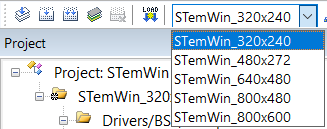 LOAD
STemWin_320x240
Project
STemWin_320x240
STemWin_480x272
STemWin_640x480
STemWin_800x480
STemWin_800x600
Project: STemWin
STemWin_320
Drivers/BS